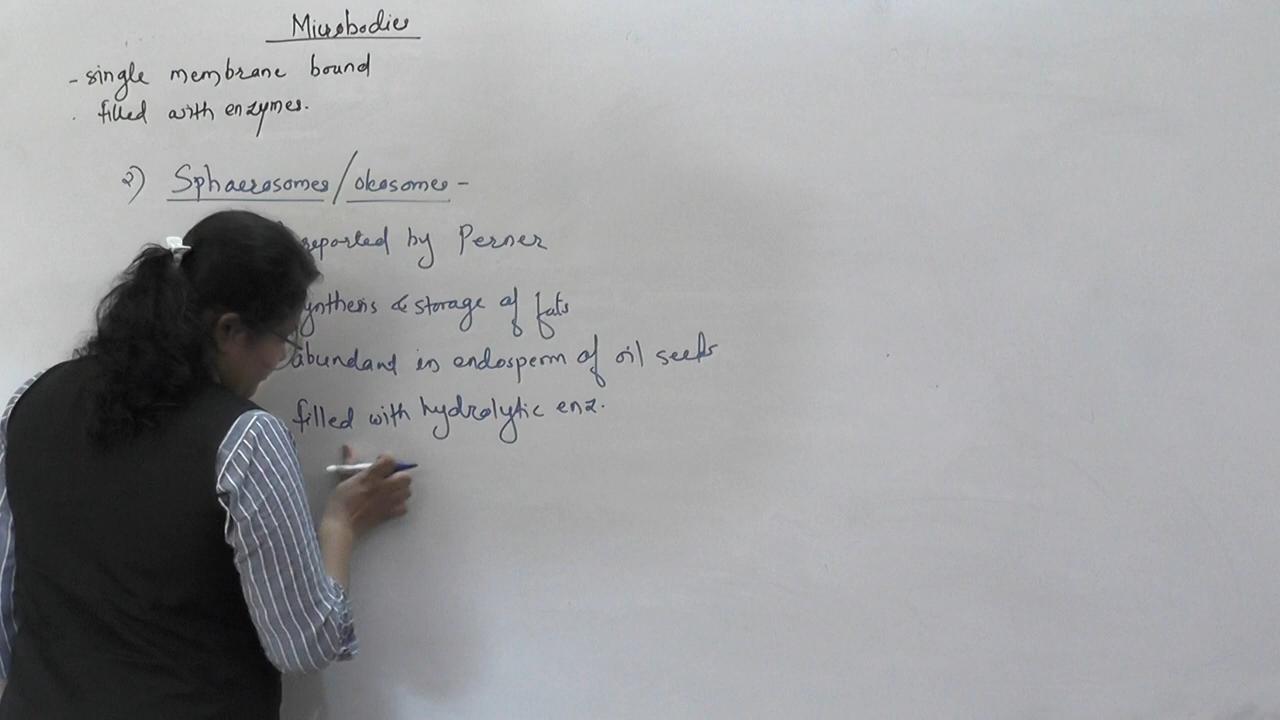 Microbodies
- single membrane bound
. filled with enzymes.
2) Sphaerosomes/oleosomes -
reported by Perner
ynthesis & storage of fats
abundant in endosperm of oil seeds
filled with hydrolytic enz.